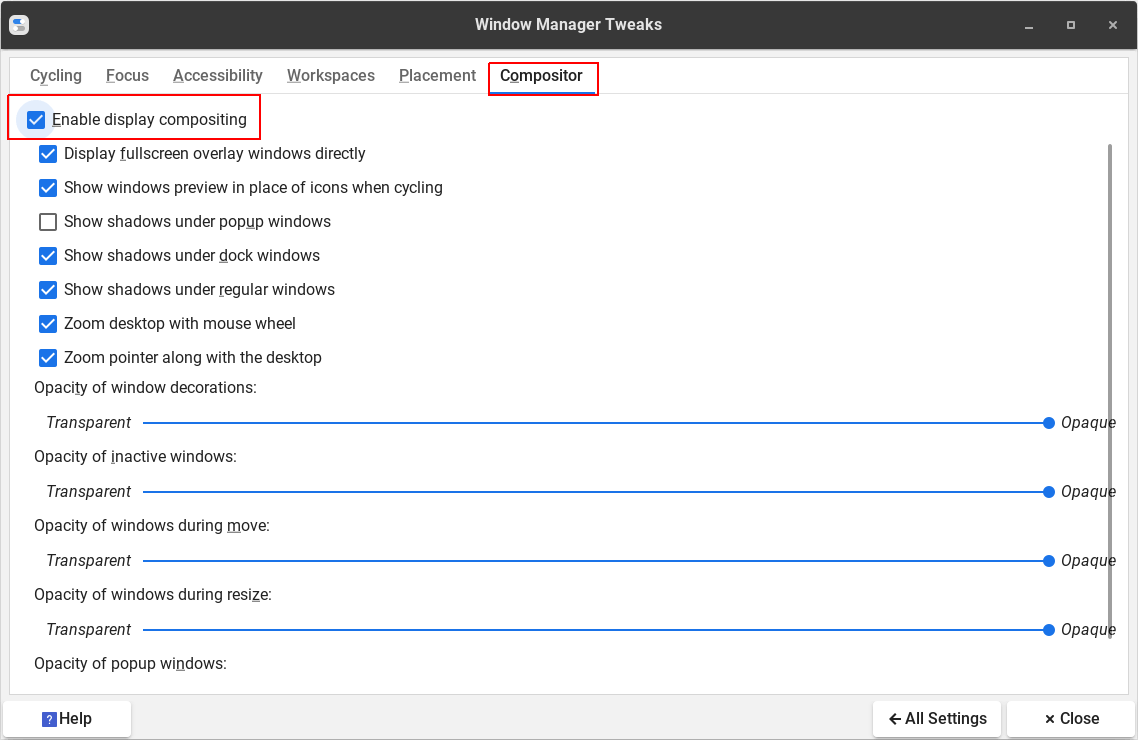 Window Manager Tweaks
Cycling Focus Accessibility Workspaces Placement Compositor
Enable display compositing
Display fullscreen overlay windows directly
Show windows preview in place of icons when cycling
Show shadows under popup windows
Show shadows under dock windows
Show shadows under regular windows
Zoom desktop with mouse wheel
Zoom pointer along with the desktop
Opacity of window decorations:
Transparent Opaque
Opacity of inactive windows:
Transparent Opaque
Opacity of windows during move:
Transparent Opaque
Opacity of windows during resize:
Transparent Opaque
Opacity of popup windows:
? Help All Settings Close